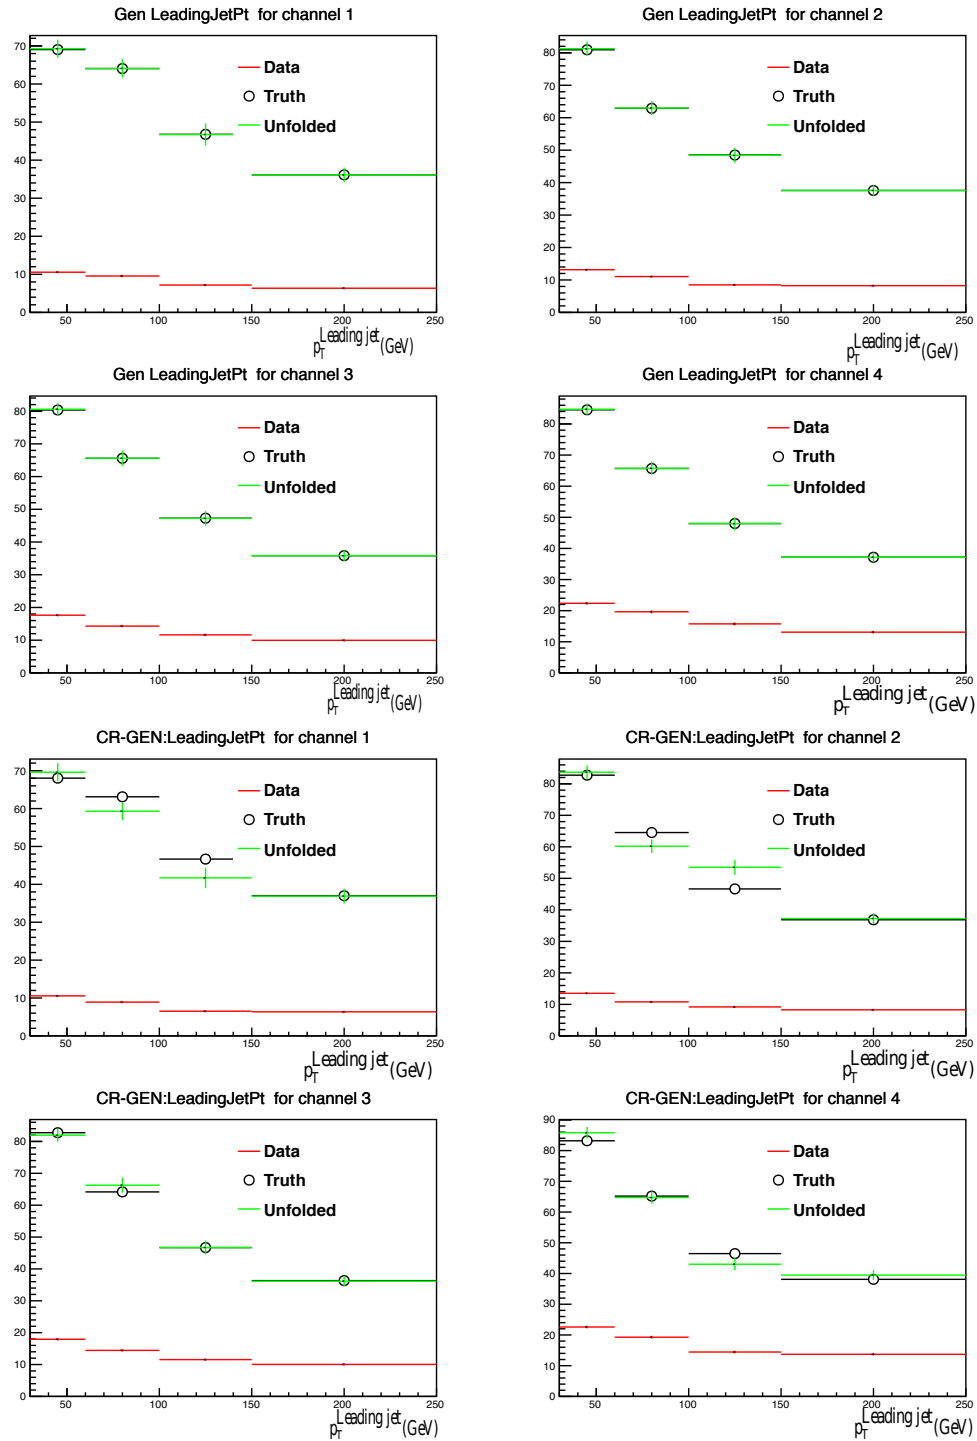 Gen LeadingJetPt for channel 1
70
60
50
40
30
20
10
0
Data
Truth
Unfolded
50 100 150 200 250
p_T^Leading jet (GeV)
Gen LeadingJetPt for channel 2
80
70
60
50
40
30
20
10
0
Data
Truth
Unfolded
50 100 150 200 250
p_T^Leading jet (GeV)
Gen LeadingJetPt for channel 3
80
70
60
50
40
30
20
10
0
Data
Truth
Unfolded
50 100 150 200 250
p_T^Leading jet (GeV)
Gen LeadingJetPt for channel 4
80
70
60
50
40
30
20
10
0
Data
Truth
Unfolded
50 100 150 200 250
p_T^Leading jet (GeV)
CR-GEN:LeadingJetPt for channel 1
70
60
50
40
30
20
10
0
Data
Truth
Unfolded
50 100 150 200 250
p_T^Leading jet (GeV)
CR-GEN:LeadingJetPt for channel 2
80
70
60
50
40
30
20
10
0
Data
Truth
Unfolded
50 100 150 200 250
p_T^Leading jet (GeV)
CR-GEN:LeadingJetPt for channel 3
80
70
60
50
40
30
20
10
0
Data
Truth
Unfolded
50 100 150 200 250
p_T^Leading jet (GeV)
CR-GEN:LeadingJetPt for channel 4
90
80
70
60
50
40
30
20
10
0
Data
Truth
Unfolded
50 100 150 200 250
p_T^Leading jet (GeV)